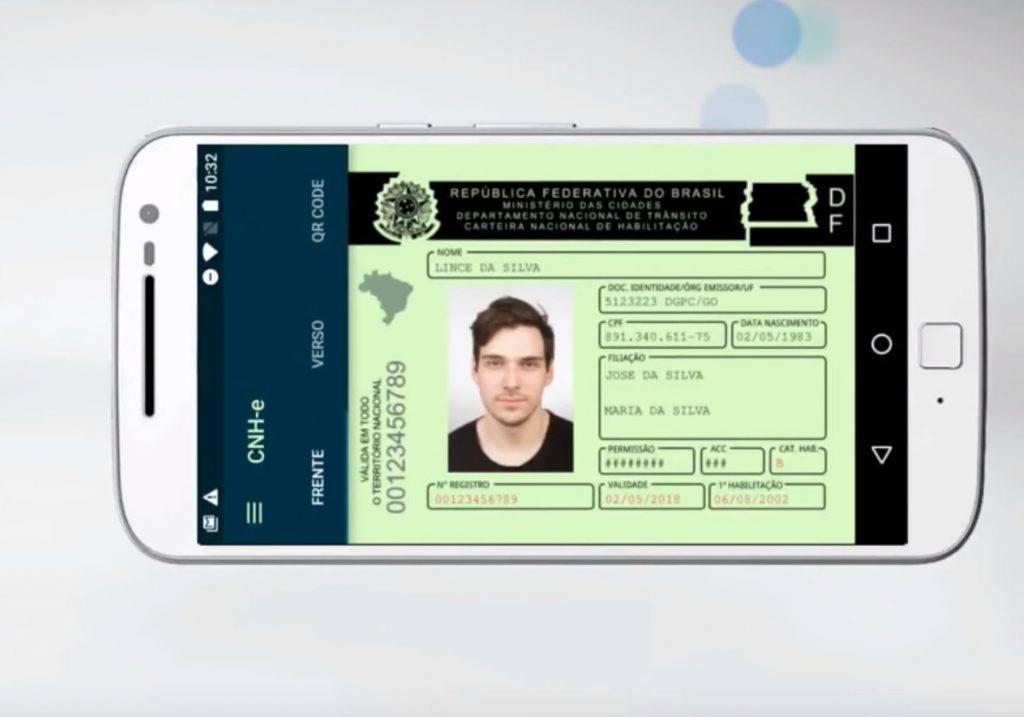 10:32
CNH-e
FRENTE
VERSO
QR CODE
REPÚBLICA FEDERATIVA DO BRASIL
MINISTÉRIO DAS CIDADES
DEPARTAMENTO NACIONAL DE TRÂNSITO
CARTEIRA NACIONAL DE HABILITAÇÃO
DF
NOME
LINCE DA SILVA
DOC. IDENTIDADE/ÓRG EMISSOR/UF
5123223 DGPC/GO
CPF DATA NASCIMENTO
891.340.611-75 02/05/1983
FILIAÇÃO
JOSE DA SILVA
MARIA DA SILVA
PERMISSÃO ACC CAT. HAB.
######## ### B
Nº REGISTRO VALIDADE 1ª HABILITAÇÃO
00123456789 02/05/2018 06/08/2002
VÁLIDA EM TODO
O TERRITÓRIO NACIONAL
00123456789